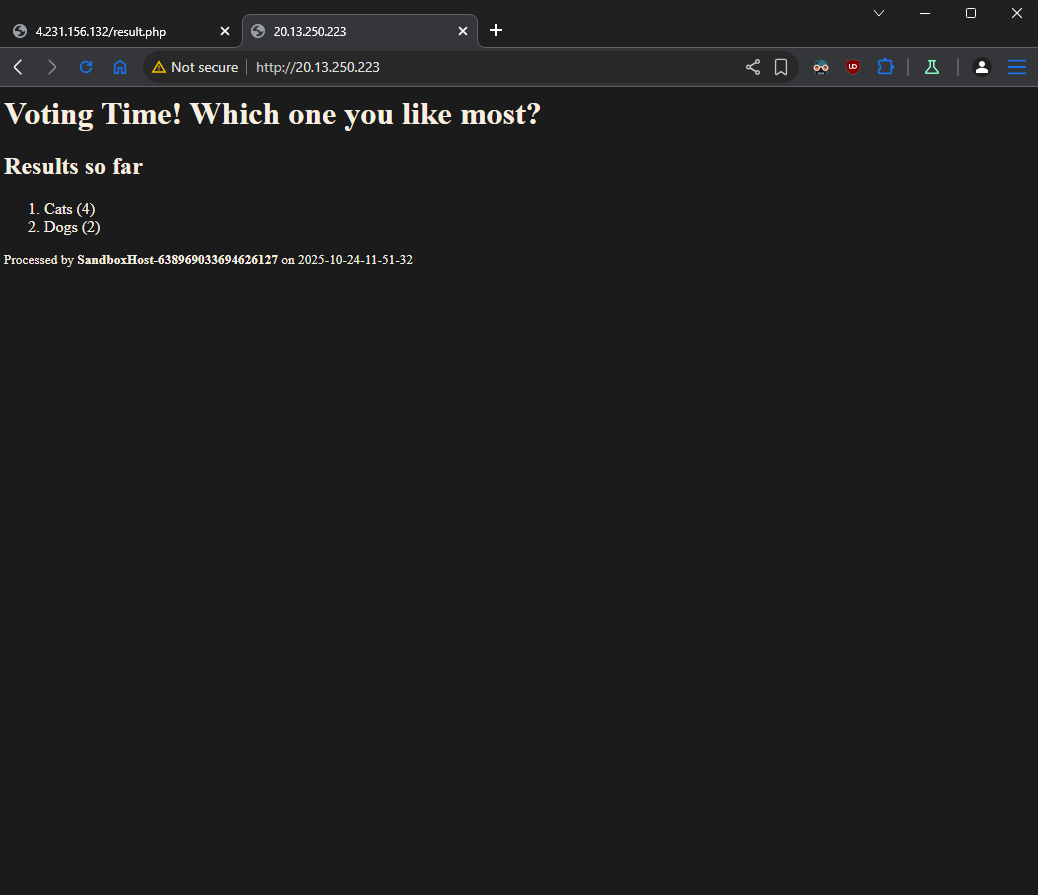 4.231.156.132/result.php
20.13.250.223
Not secure
http://20.13.250.223
UD
Voting Time! Which one you like most?
Results so far
1. Cats (4)
2. Dogs (2)
Processed by SandboxHost-638969033694626127 on 2025-10-24-11-51-32